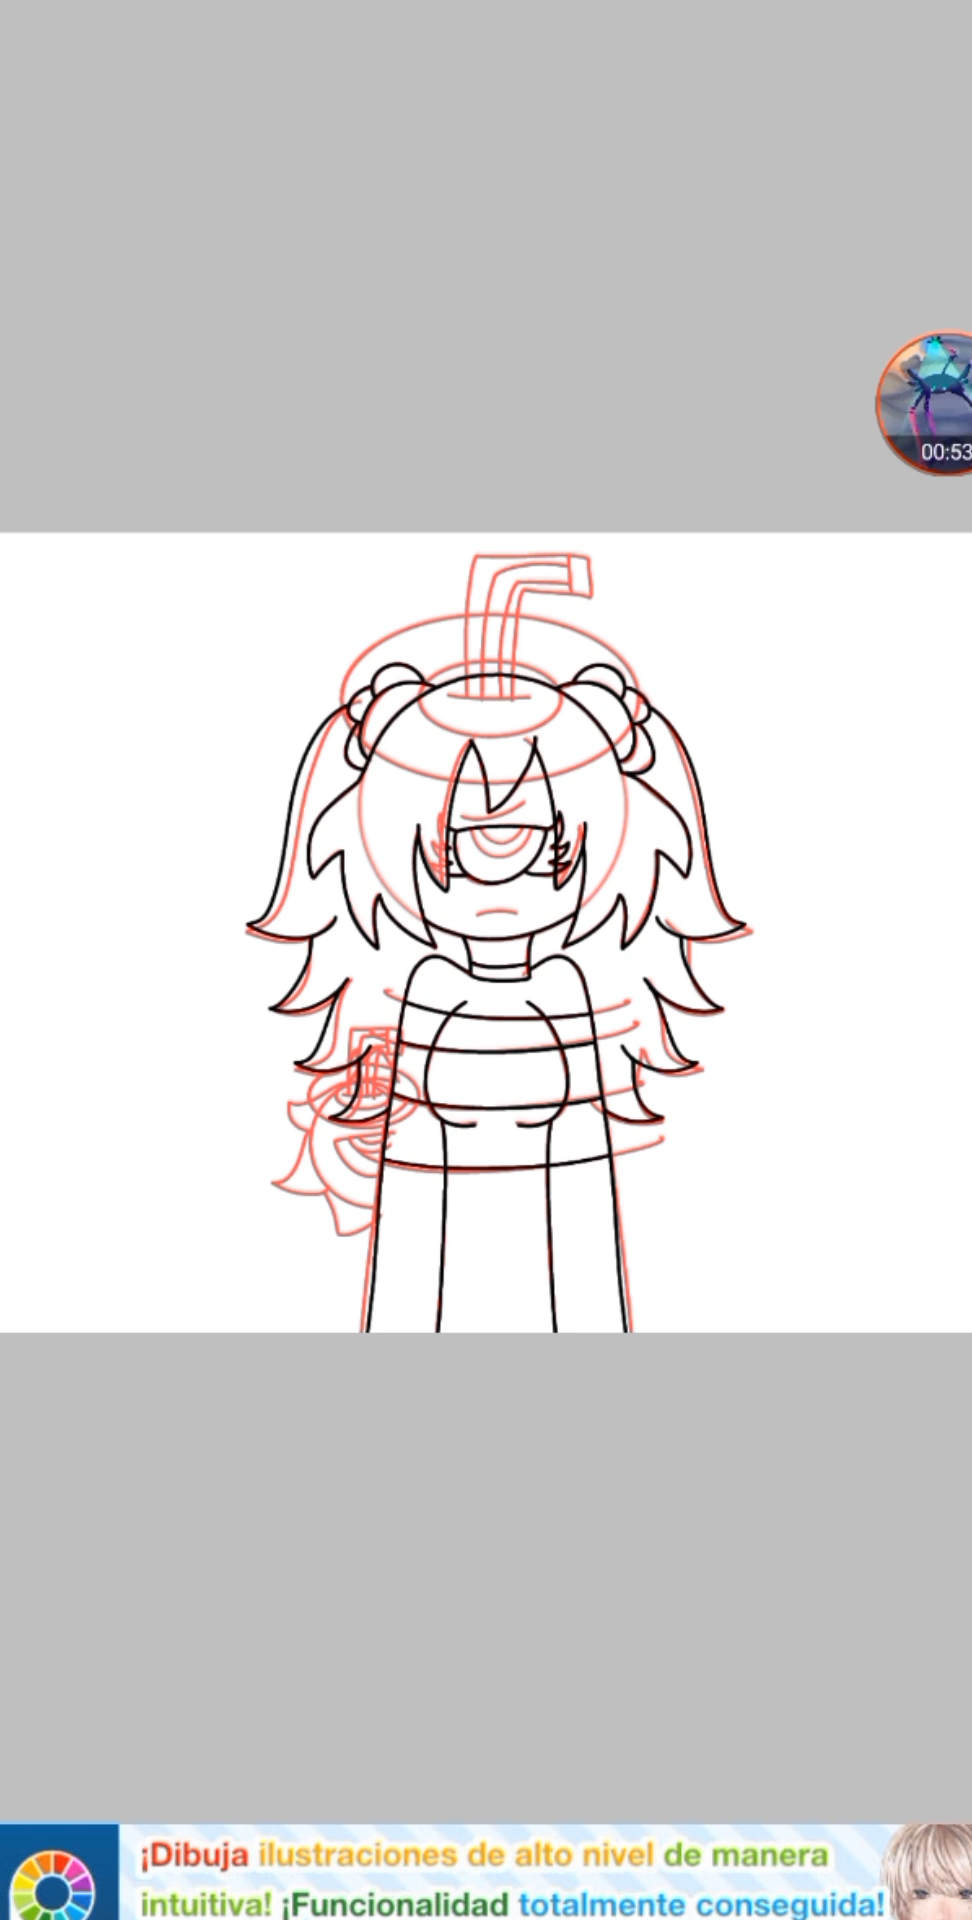 00:53
¡Dibuja ilustraciones de alto nivel de manera
intuitiva! ¡Funcionalidad totalmente conseguida!